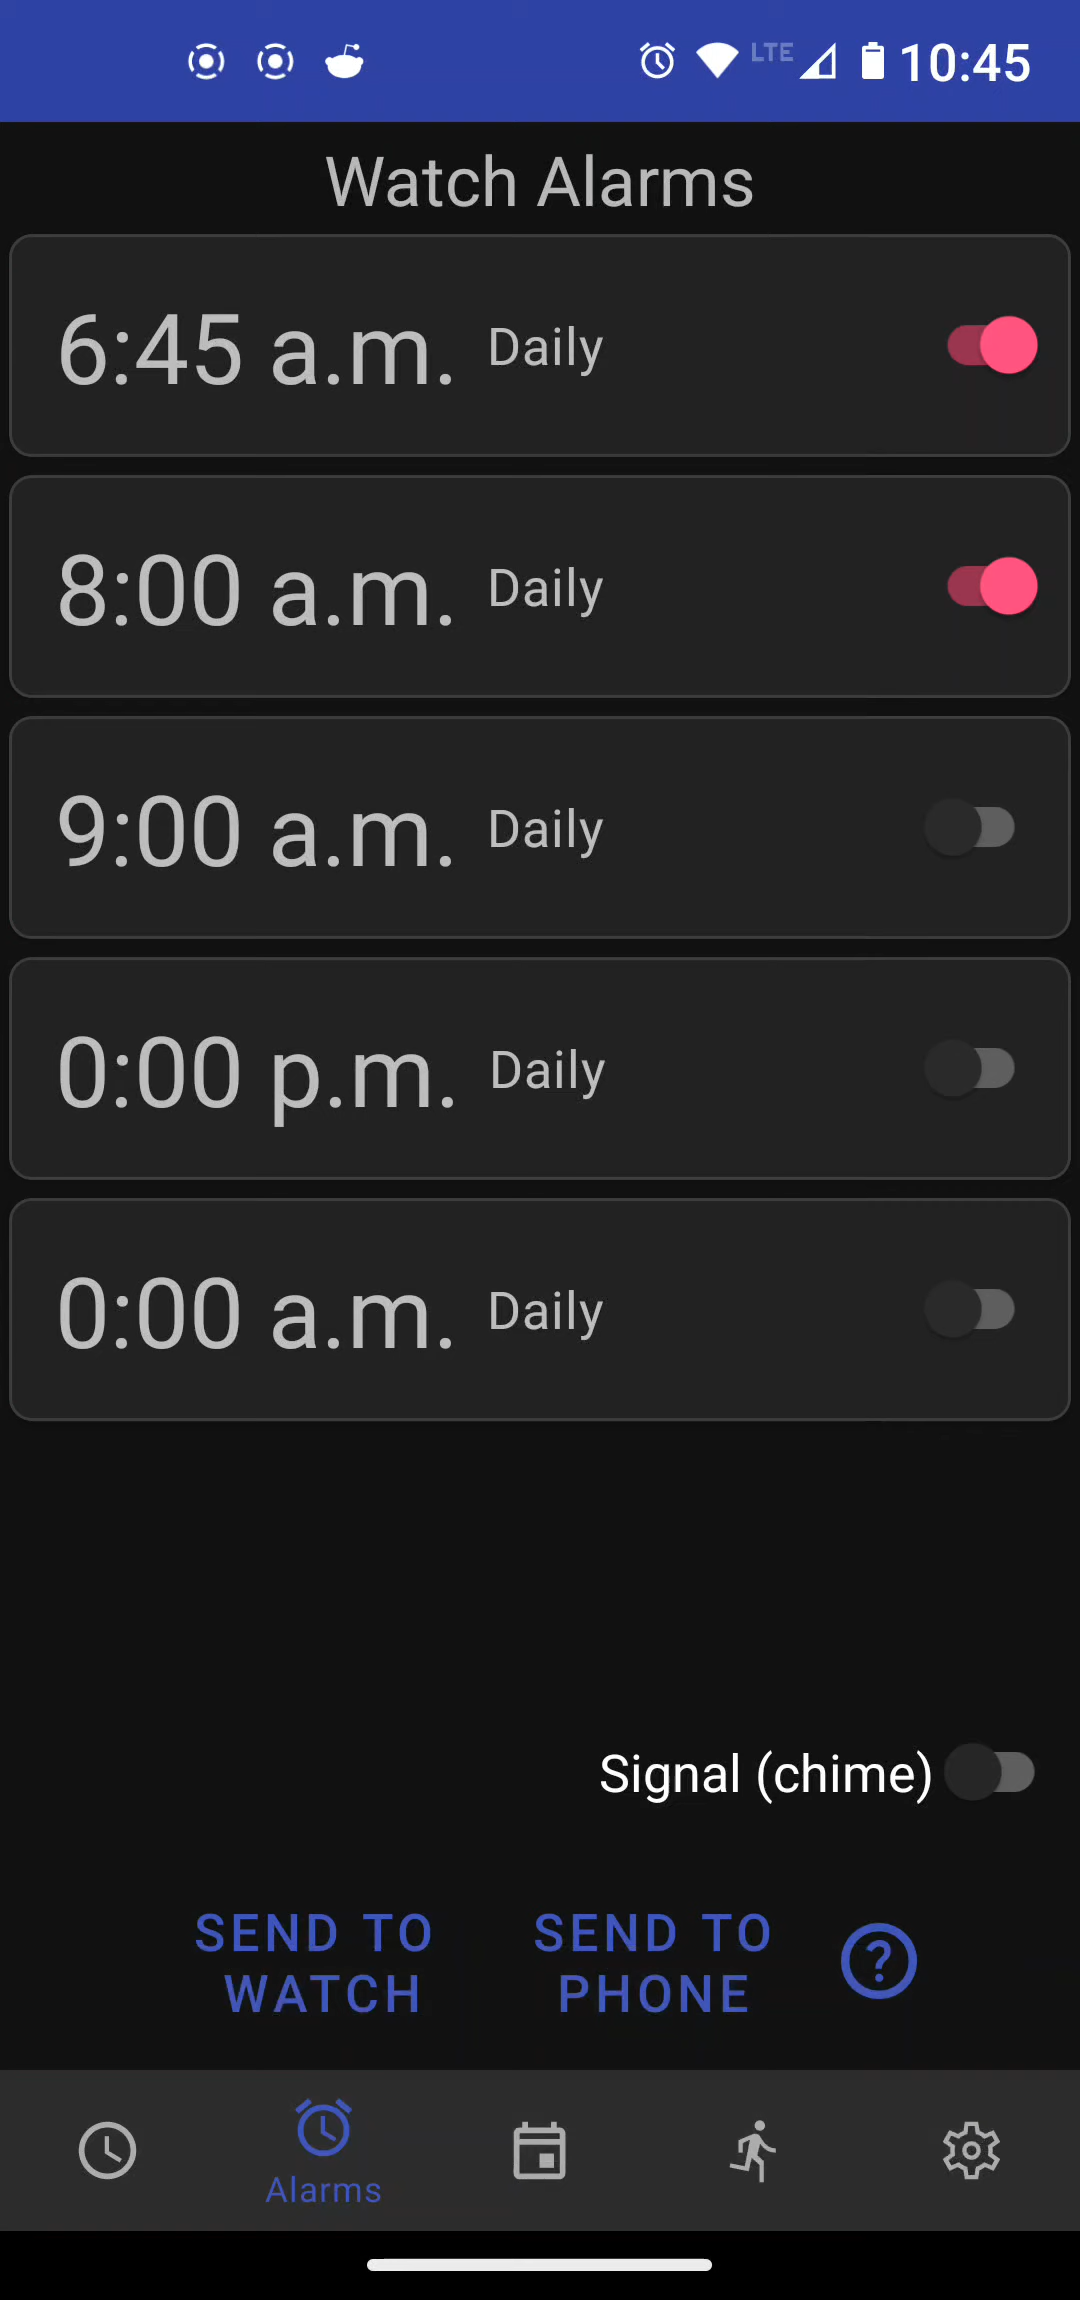 LTE 10:45
Watch Alarms
6:45 a.m. Daily
8:00 a.m. Daily
9:00 a.m. Daily
0:00 p.m. Daily
0:00 a.m. Daily
Signal (chime)
SEND TO WATCH
SEND TO PHONE
?
Alarms